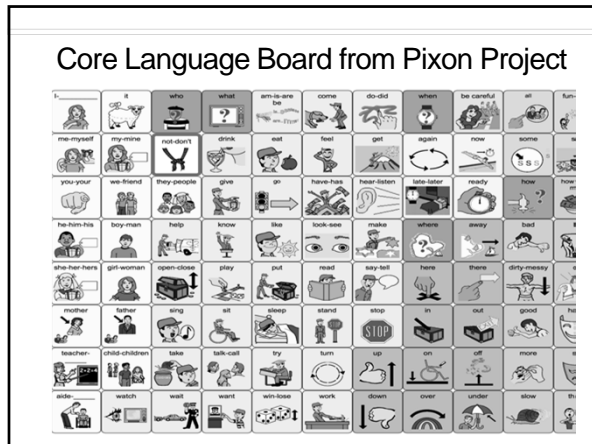 Core Language Board from Pixon Project
I-_____ it who what am-is-are be come do-did when be careful all fun-
me-myself my-mine not-don't drink eat feel get again now some
you-your we-friend they-people give go have-has hear-listen late-later ready how how m
he-him-his boy-man help know like look-see make where away bad
she-her-hers girl-woman open-close play put read say-tell here there dirty-messy
mother father sing sit sleep stand stop in out good ha
STOP
teacher- child-children take talk-call try turn up on off more
aide-_____ watch wait want win-lose work down over under slow th